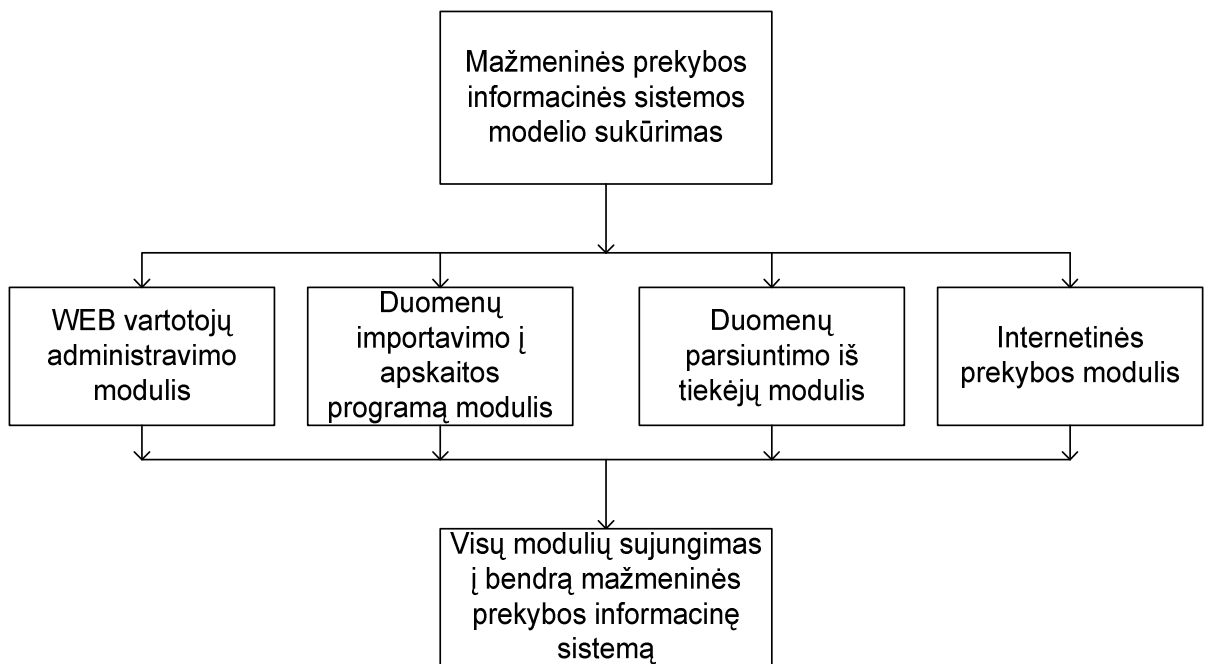 Mažmeninės prekybos
informacinės sistemos
modelio sukūrimas
WEB vartotojų
administravimo
modulis
Duomenų
importavimo į
apskaitos
programą modulis
Duomenų
parsiuntimo iš
tiekėjų modulis
Internetinės
prekybos modulis
Visų modulių sujungimas
į bendrą mažmeninės
prekybos informacinę
sistemą